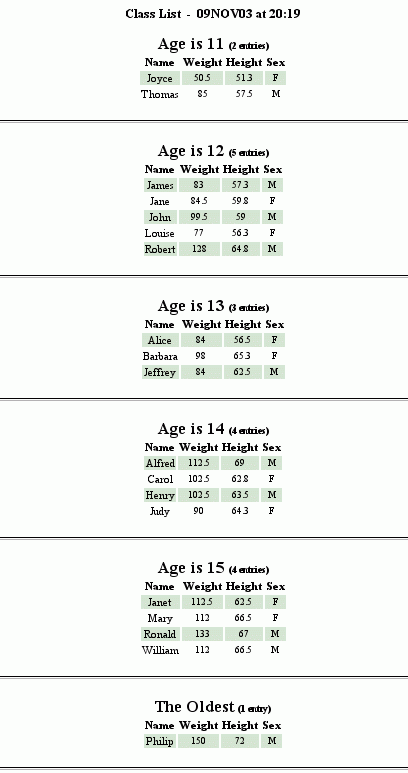 Class List - 09NOV03 at 20:19
Age is 11 (2 entries)
Name Weight Height Sex
Joyce 50.5 51.3 F
Thomas 85 57.5 M
Age is 12 (5 entries)
Name Weight Height Sex
James 83 57.3 M
Jane 84.5 59.8 F
John 99.5 59 M
Louise 77 56.3 F
Robert 128 64.8 M
Age is 13 (3 entries)
Name Weight Height Sex
Alice 84 56.5 F
Barbara 98 65.3 F
Jeffrey 84 62.5 M
Age is 14 (4 entries)
Name Weight Height Sex
Alfred 112.5 69 M
Carol 102.5 62.8 F
Henry 102.5 63.5 M
Judy 90 64.3 F
Age is 15 (4 entries)
Name Weight Height Sex
Janet 112.5 62.5 F
Mary 112 66.5 F
Ronald 133 67 M
William 112 66.5 M
The Oldest (1 entry)
Name Weight Height Sex
Philip 150 72 M